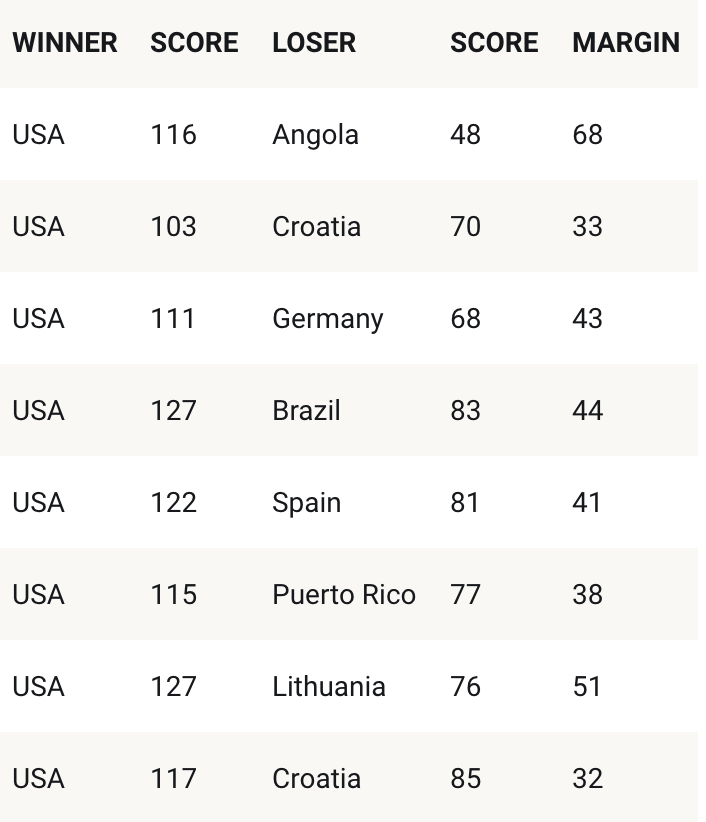 WINNER SCORE LOSER SCORE MARGIN
USA 116 Angola 48 68
USA 103 Croatia 70 33
USA 111 Germany 68 43
USA 127 Brazil 83 44
USA 122 Spain 81 41
USA 115 Puerto Rico 77 38
USA 127 Lithuania 76 51
USA 117 Croatia 85 32